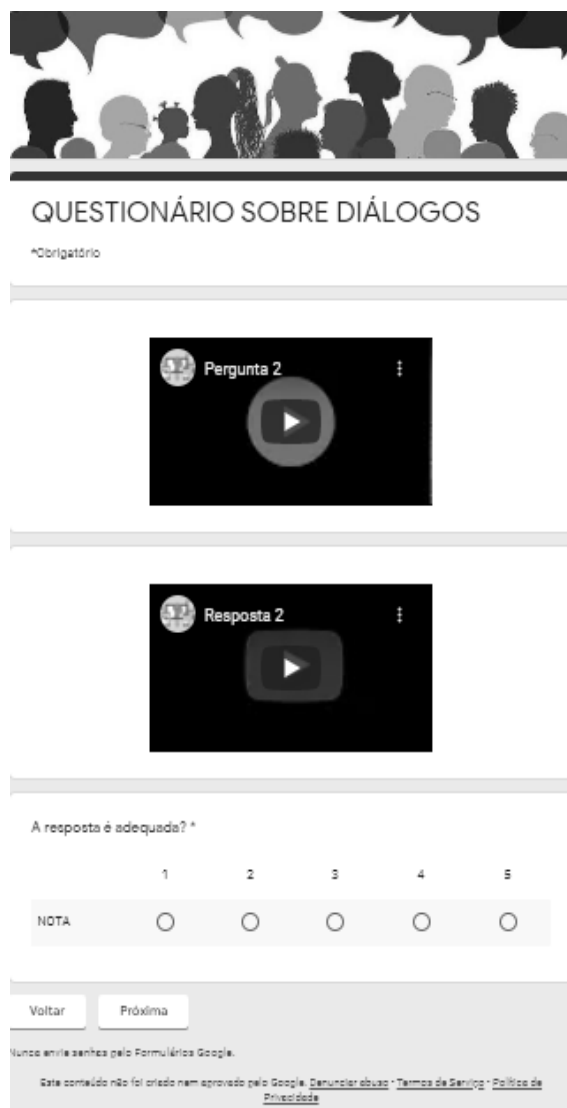 QUESTIONÁRIO SOBRE DIÁLOGOS
*Obrigatório
Pergunta 2
Resposta 2
A resposta é adequada? *
1 2 3 4 5
NOTA
Voltar Próxima
Nunca envie senhas pelo Formulários Google.
Este conteúdo não foi criado nem aprovado pelo Google. Denunciar abuso - Termos de Serviço - Política de
Privacidade